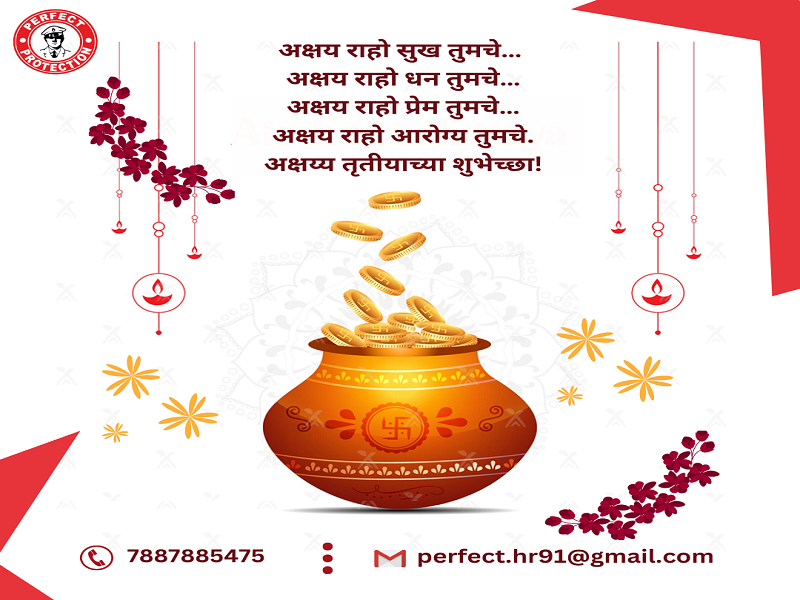 PERFECT PROTECTION
अक्षय राहो सुख तुमचे...
अक्षय राहो धन तुमचे...
अक्षय राहो प्रेम तुमचे...
अक्षय राहो आरोग्य तुमचे.
अक्षय्य तृतीयाच्या शुभेच्छा!
7887885475
perfect.hr91@gmail.com